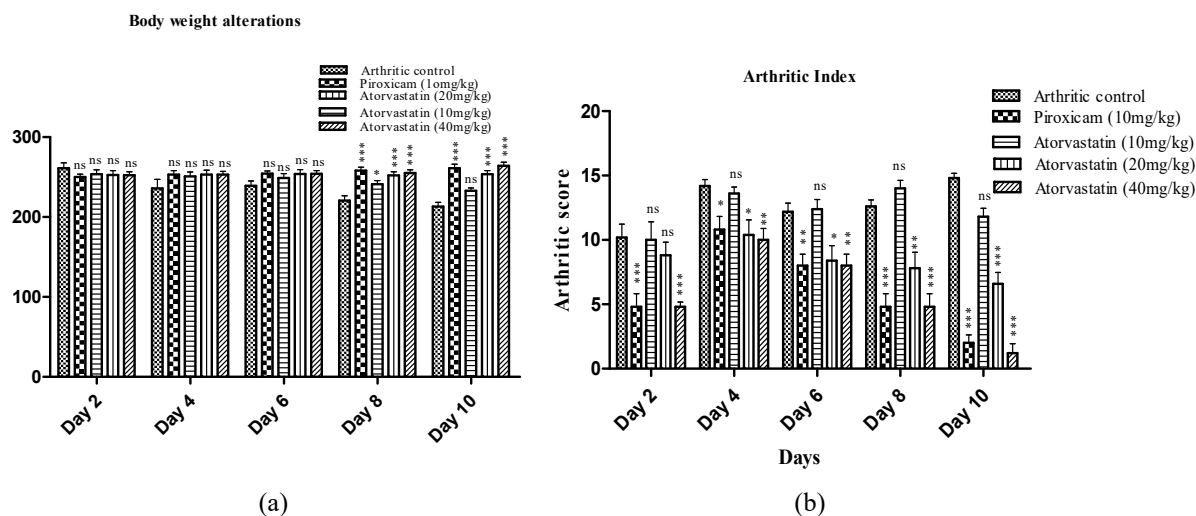 Body weight alterations
Arthritic control
Piroxicam (1omg/kg)
Atorvastatin (20mg/kg)
Atorvastatin (10mg/kg)
Atorvastatin (40mg/kg)
300
200
100
0
ns ns ns ns
ns ns ns ns
ns ns ns ns
*** * *** ***
*** ns *** ***
Day 2
Day 4
Day 6
Day 8
Day 10
(a)
Arthritic Index
Arthritic control
Piroxicam (10mg/kg)
Atorvastatin (10mg/kg)
Atorvastatin (20mg/kg)
Atorvastatin (40mg/kg)
Arthritic score
20
15
10
5
0
*** ns ns ***
* ns * **
** ns * **
*** ns ** ***
*** ns *** ***
Day 2
Day 4
Day 6
Day 8
Day 10
Days
(b)